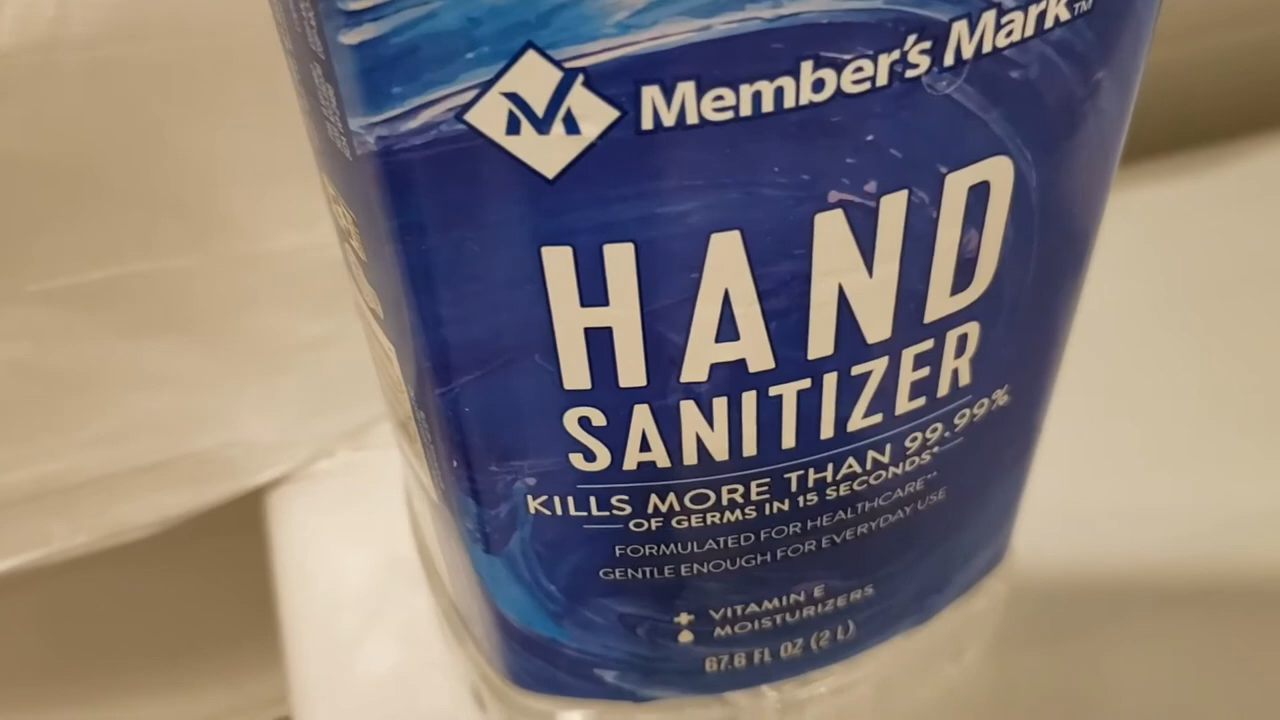 Member's Mark™
HAND
SANITIZER
KILLS MORE THAN 99.99%
OF GERMS IN 15 SECONDS*
FORMULATED FOR HEALTHCARE**
GENTLE ENOUGH FOR EVERYDAY USE
VITAMIN E
MOISTURIZERS
67.6 FL OZ (2 L)